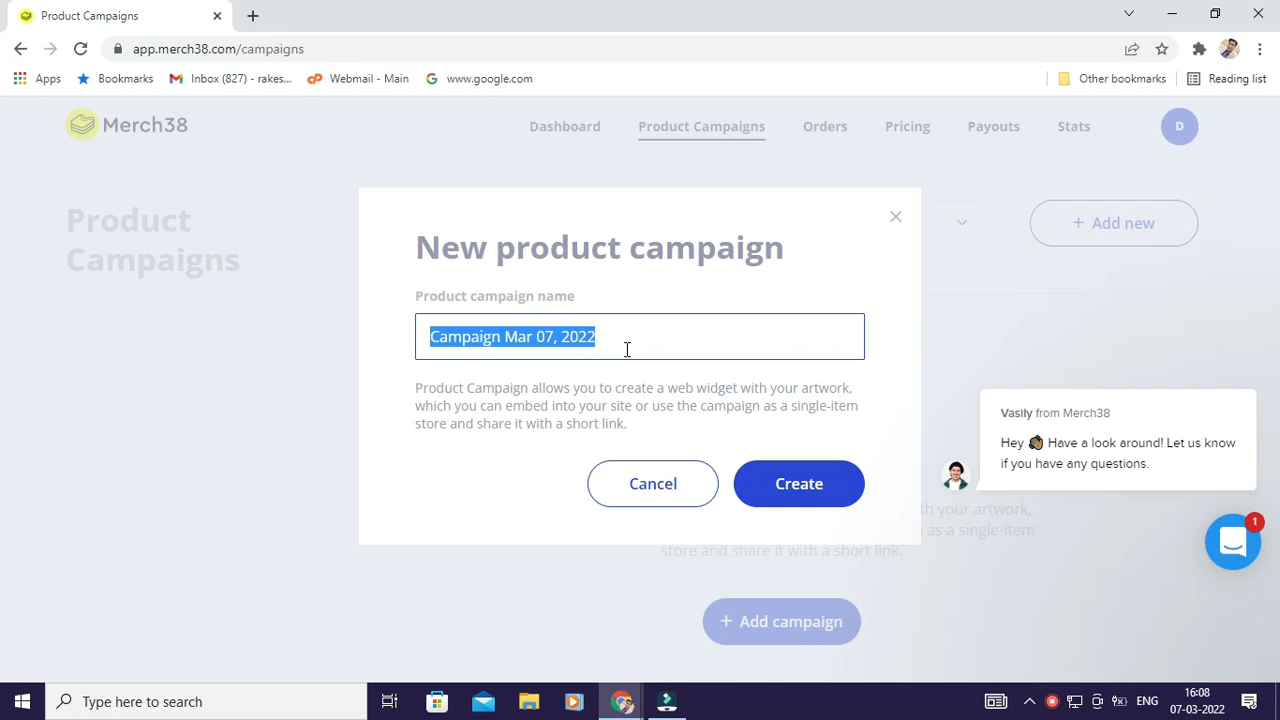 Product Campaigns
app.merch38.com/campaigns
Apps
Bookmarks
Inbox (827) - rakes...
Webmail - Main
www.google.com
Other bookmarks
Reading list
Merch38
Dashboard
Product Campaigns
Orders
Pricing
Payouts
Stats
D
Product
Campaigns
+ Add new
New product campaign
Product campaign name
Campaign Mar 07, 2022
Product Campaign allows you to create a web widget with your artwork,
which you can embed into your site or use the campaign as a single-item
store and share it with a short link.
Cancel
Create
Vasily from Merch38
Hey 👋🏽 Have a look around! Let us know
if you have any questions.
1
th your artwork,
as a single-item
store and share it with a short link.
+ Add campaign
Type here to search
ENG
16:08
07-03-2022